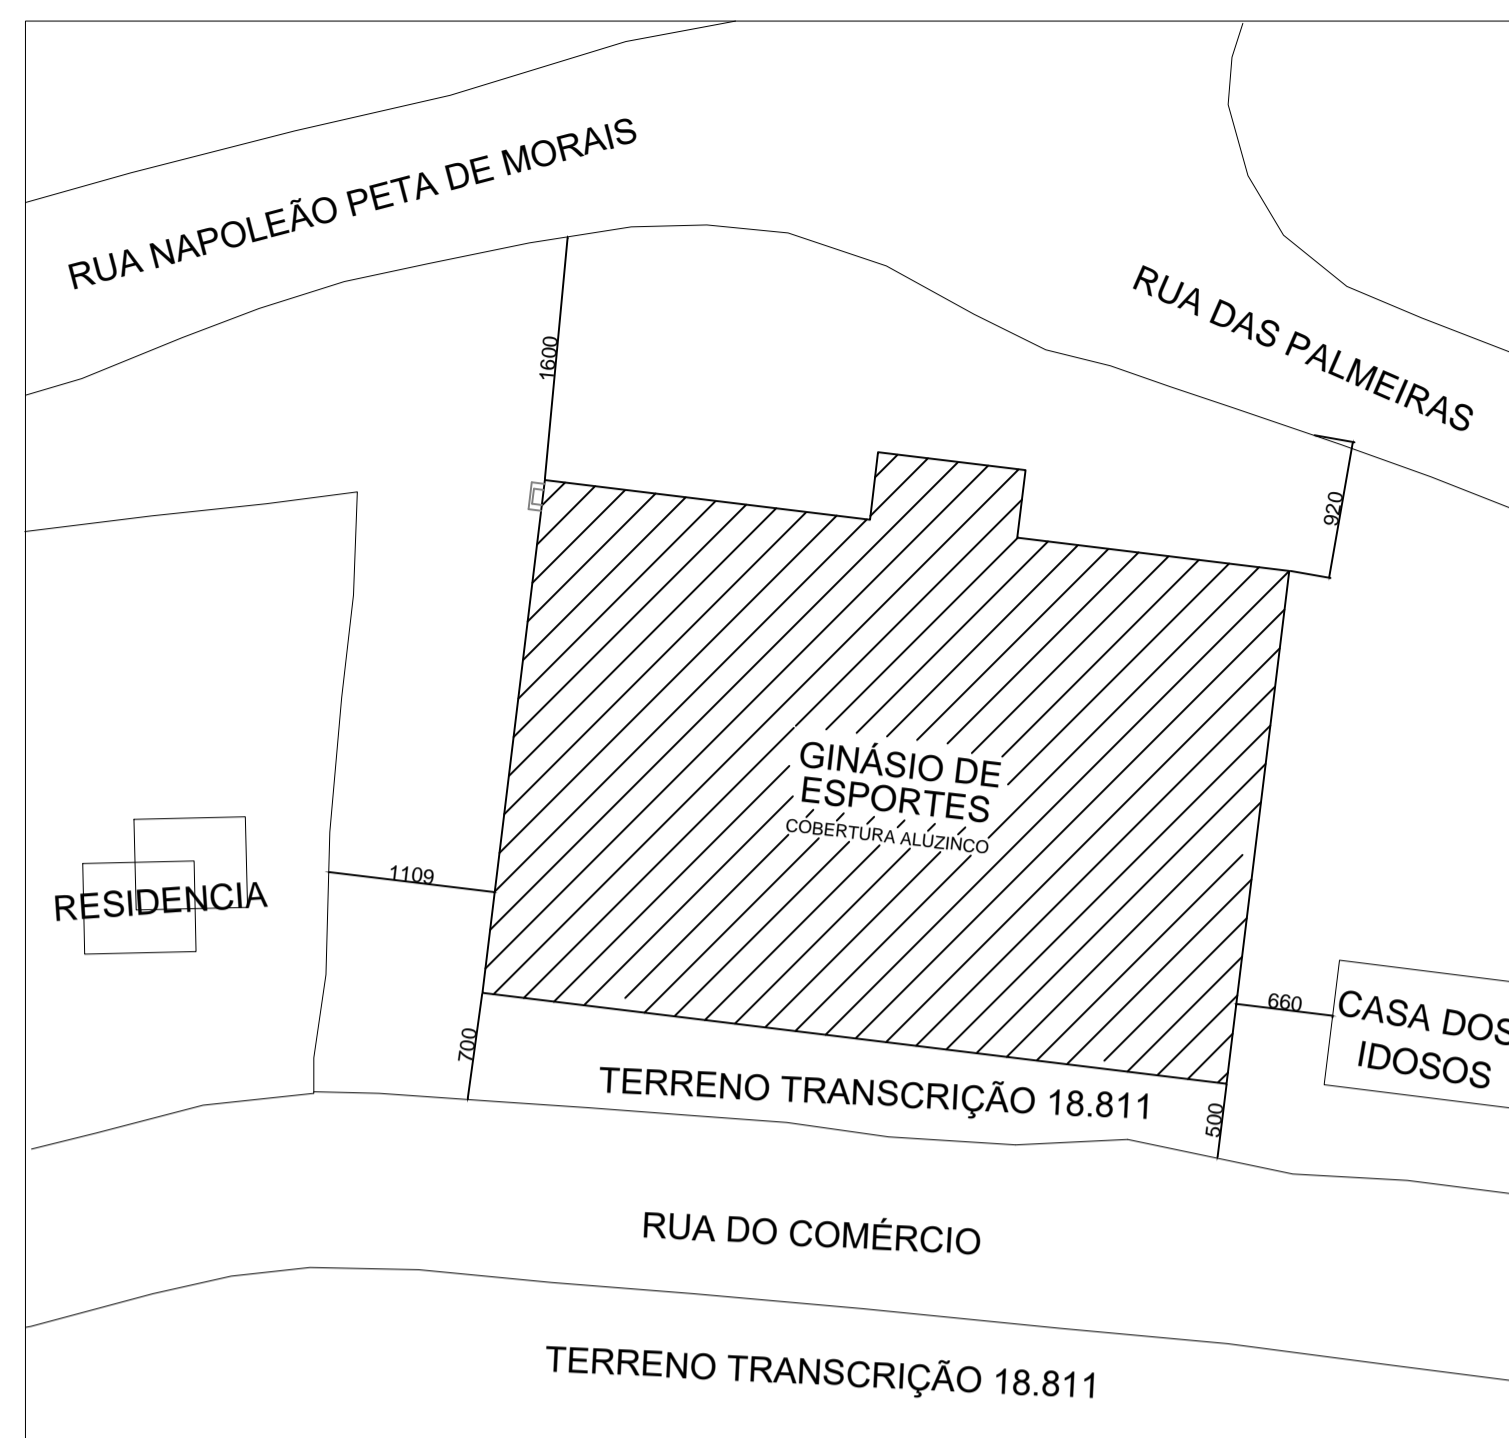 RUA NAPOLEÃO PETA DE MORAIS
RUA DAS PALMEIRAS
1600
920
GINÁSIO DE
ESPORTES
COBERTURA ALUZINCO
1109
RESIDENCIA
660
CASA DOS
IDOSOS
700
TERRENO TRANSCRIÇÃO 18.811
500
RUA DO COMÉRCIO
TERRENO TRANSCRIÇÃO 18.811